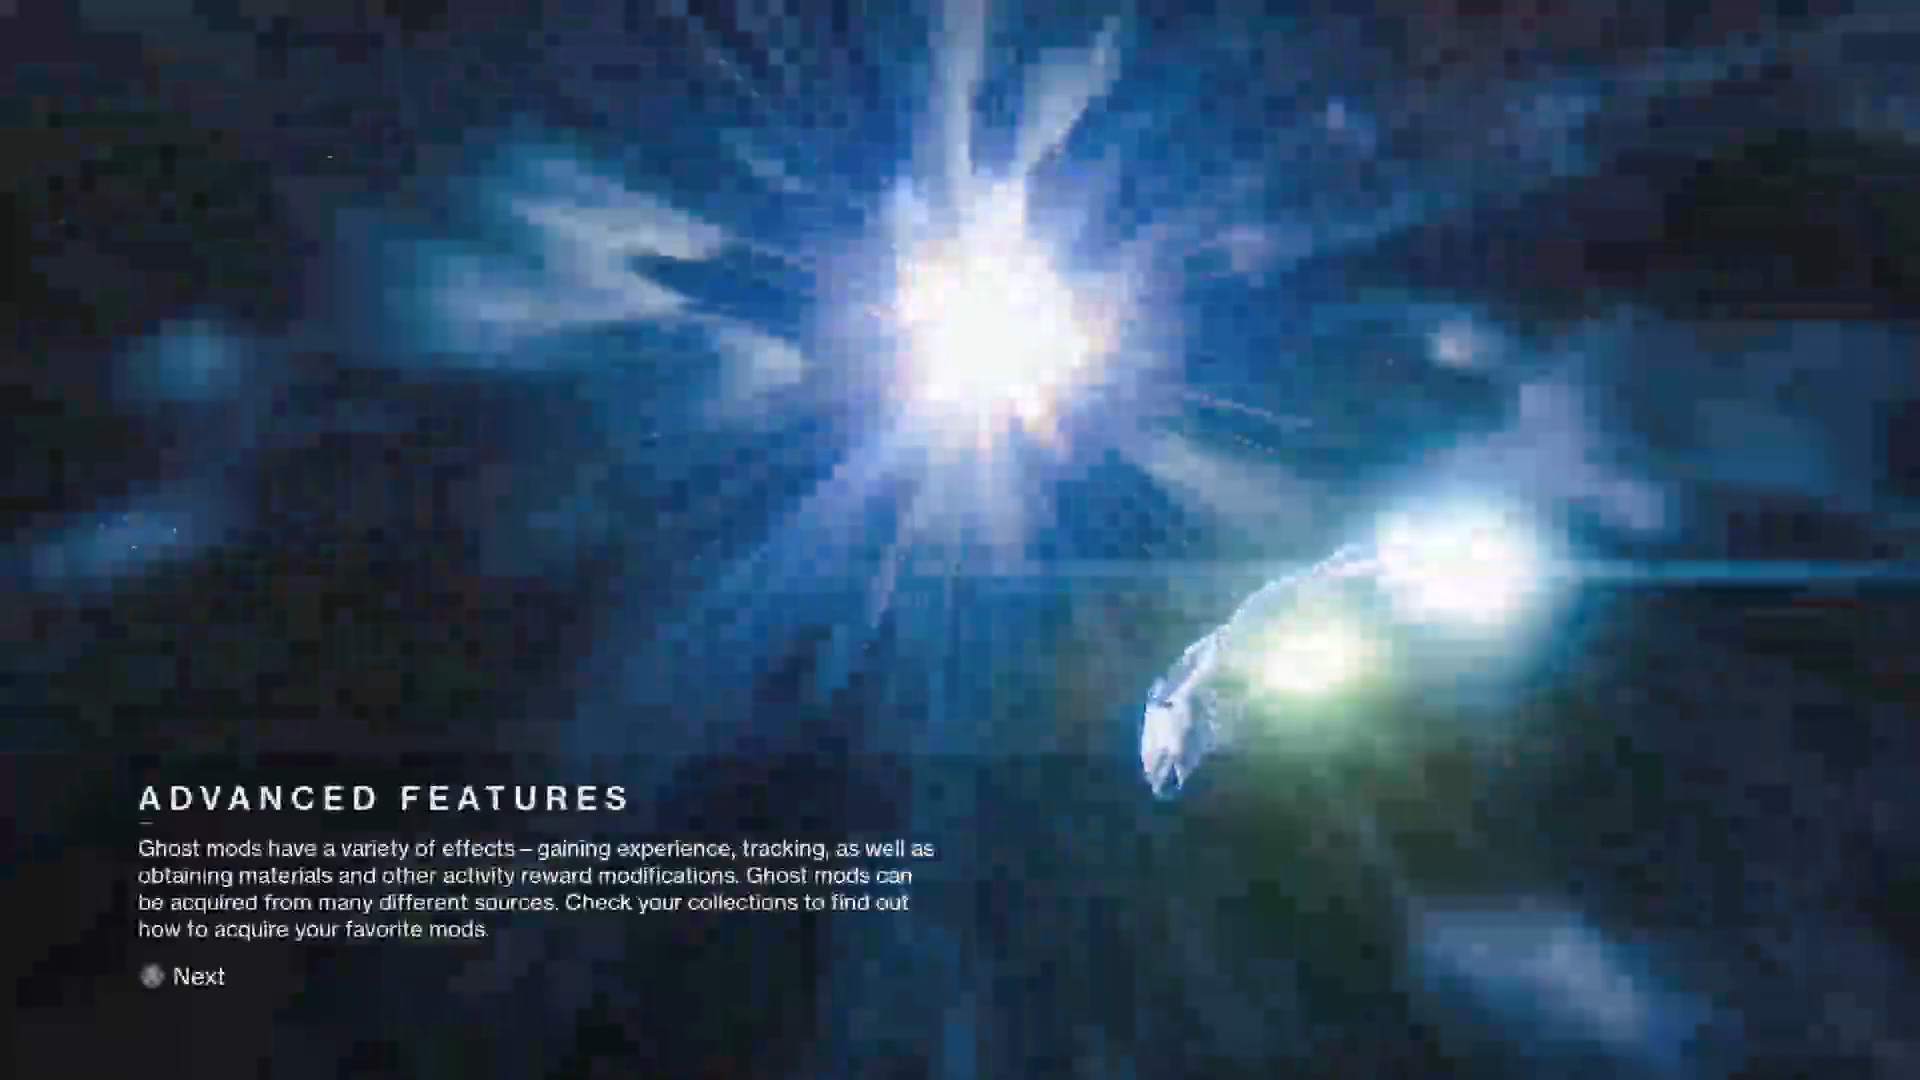 ADVANCED FEATURES
Ghost mods have a variety of effects – gaining experience, tracking, as well as
obtaining materials and other activity reward modifications. Ghost mods can
be acquired from many different sources. Check your collections to find out
how to acquire your favorite mods.
Next